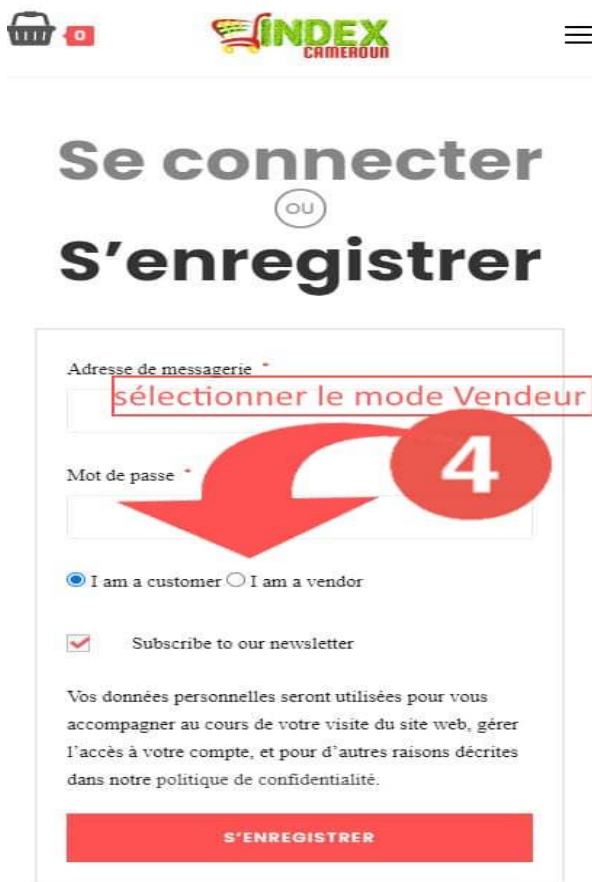 0
INDEX
CAMEROUN
Se connecter
OU
S'enregistrer
Adresse de messagerie *
sélectionner le mode Vendeur
4
Mot de passe *
I am a customer I am a vendor
Subscribe to our newsletter
Vos données personnelles seront utilisées pour vous
accompagner au cours de votre visite du site web, gérer
l'accès à votre compte, et pour d'autres raisons décrites
dans notre politique de confidentialité.
S'ENREGISTRER